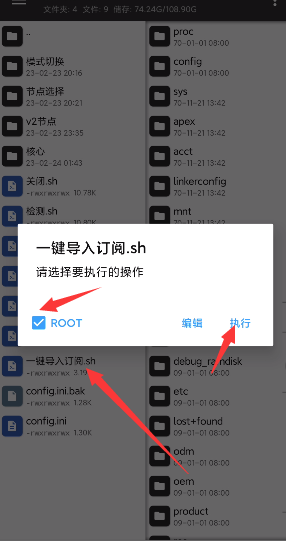 文件夹: 4 文件: 9 储存: 74.24G/108.90G
..
模式切换
23-02-23 20:16
节点选择
23-02-23 20:21
v2节点
23-02-23 23:35
核心
23-02-24 01:43
关闭.sh
-rwxrwxrwx 10.78K
检测.sh
-rwxrwxrwx 10.80K
proc
70-01-01 08:00
config
70-01-01 08:00
sys
70-11-21 13:42
apex
70-11-21 13:42
acct
70-11-21 13:42
linkerconfig
70-11-21 13:42
mnt
一键导入订阅.sh
请选择要执行的操作
ROOT
编辑
执行
一键导入订阅.sh
-rwxrwxrwx 3.19
config.ini.bak
-rwxrwxrwx 1.28K
config.ini
-rwxrwxrwx 1.30K
debug_ramdisk
09-01-01 08:00
etc
09-01-01 08:00
lost+found
09-01-01 08:00
odm
09-01-01 08:00
oem
09-01-01 08:00
product
09-01-01 08:00